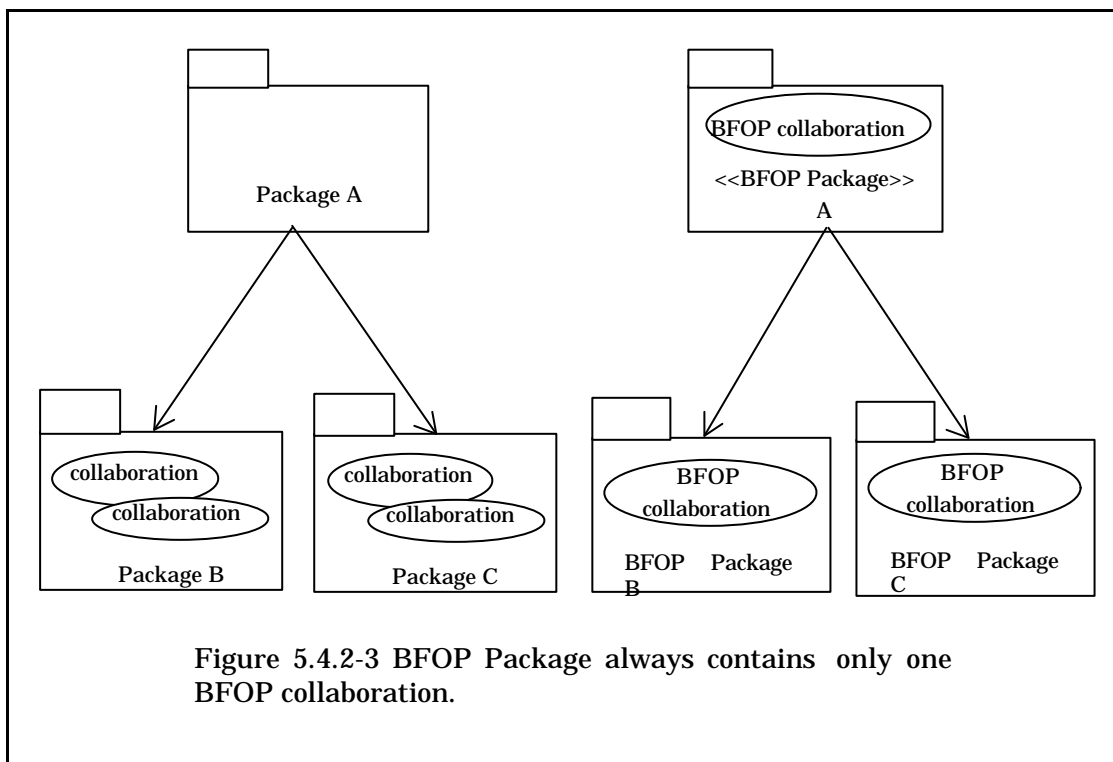 Package A
BFOP collaboration
<<BFOP Package>>
A
collaboration
collaboration
Package B
collaboration
collaboration
Package C
BFOP
collaboration
BFOP Package
B
BFOP
collaboration
BFOP Package
C
Figure 5.4.2-3 BFOP Package always contains only one
BFOP collaboration.